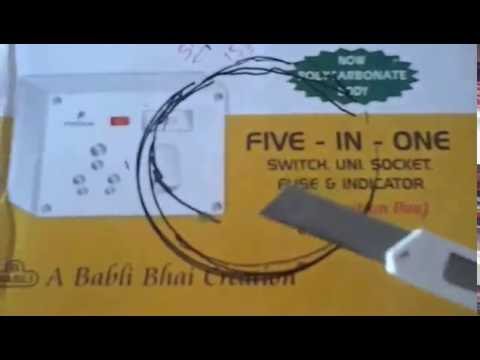 NOW
POLYCARBONATE
BODY
FIVE - IN - ONE
SWITCH, UNI. SOCKET,
FUSE & INDICATOR
A Babli Bhai Creation